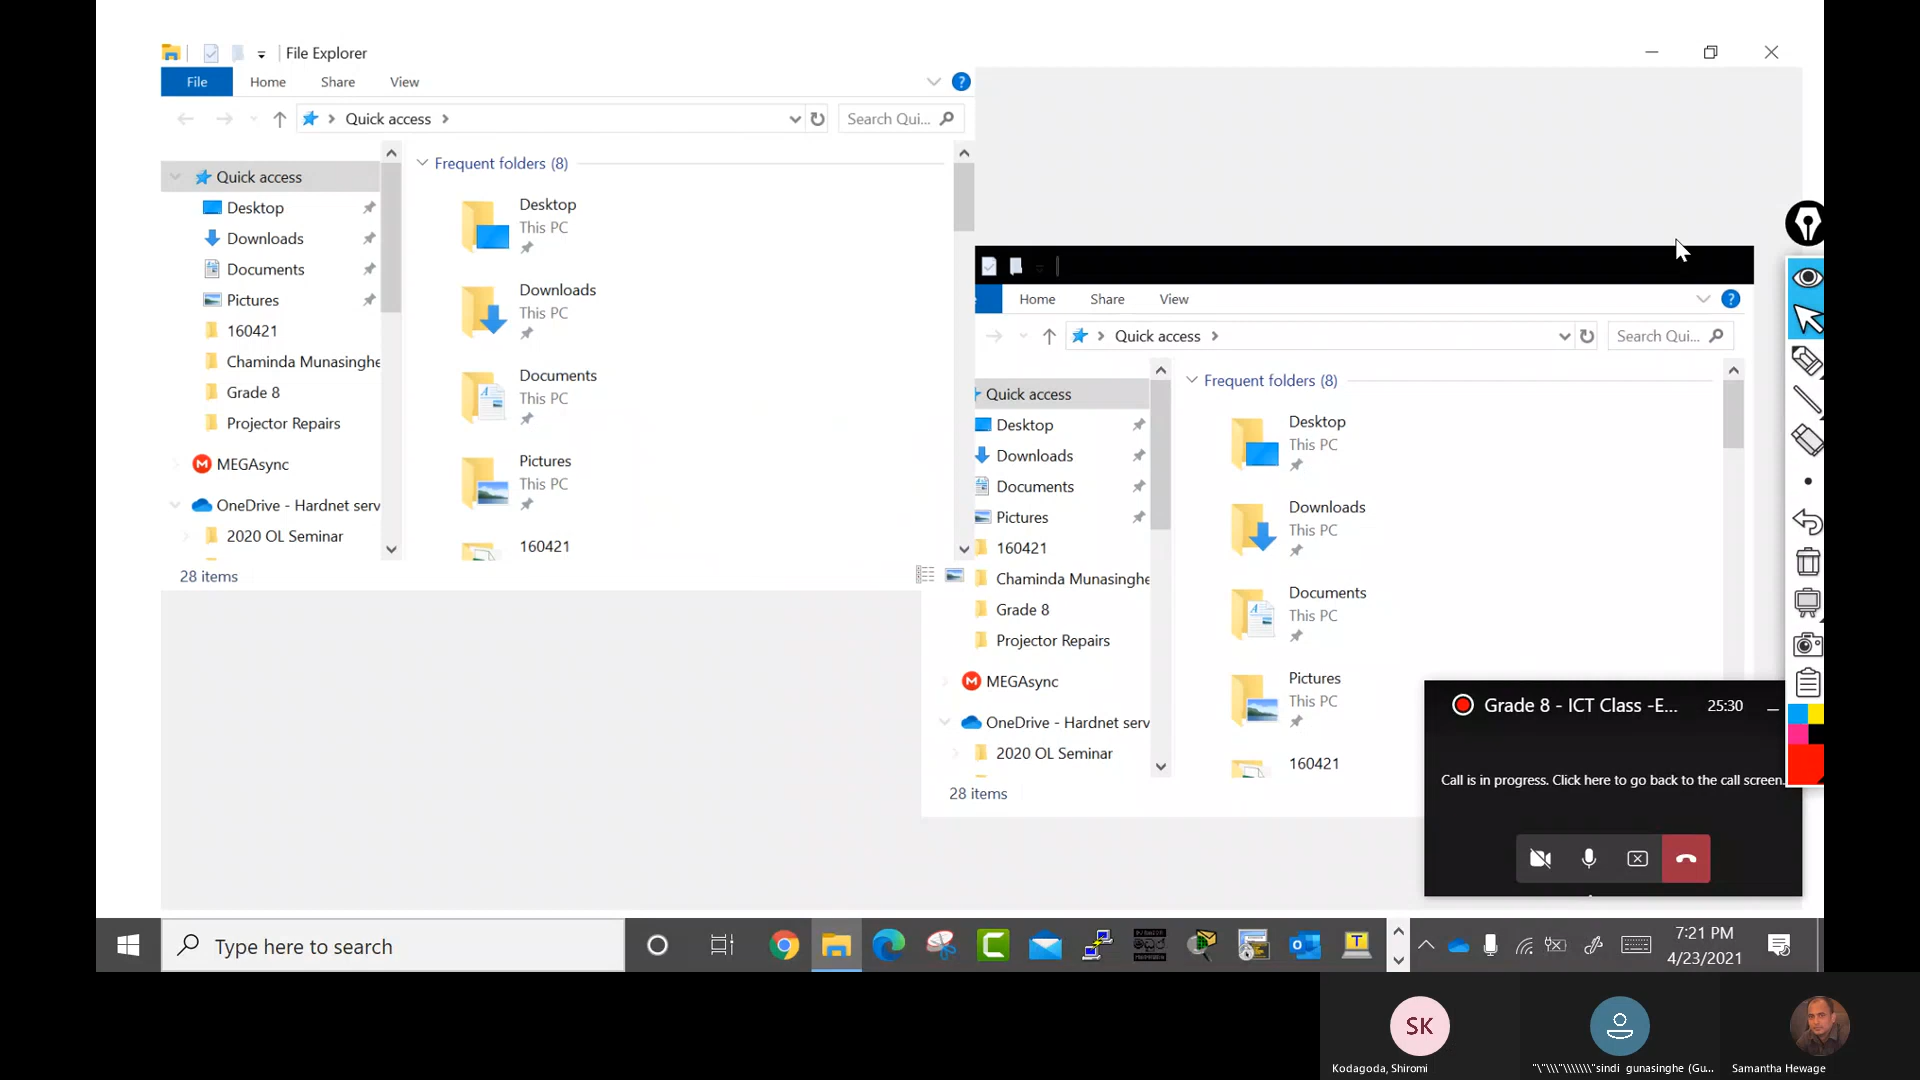 File Explorer
File Home Share View
Quick access
Search Qui...
Quick access
Desktop
Downloads
Documents
Pictures
160421
Chaminda Munasinghe
Grade 8
Projector Repairs
MEGAsync
OneDrive - Hardnet serv
2020 OL Seminar
28 items
Frequent folders (8)
Desktop
This PC
Downloads
This PC
Documents
This PC
Pictures
This PC
160421
Home Share View
Quick access
Search Qui...
Quick access
Desktop
Downloads
Documents
Pictures
160421
Chaminda Munasinghe
Grade 8
Projector Repairs
MEGAsync
OneDrive - Hardnet serv
2020 OL Seminar
28 items
Frequent folders (8)
Desktop
This PC
Downloads
This PC
Documents
This PC
Pictures
This PC
160421
Grade 8 - ICT Class -E... 25:30
Call is in progress. Click here to go back to the call screen.
Type here to search
7:21 PM
4/23/2021
SK
Kodagoda, Shiromi
"\"\\\"\\\\\\\"sindi gunasinghe (Gu...
Samantha Hewage